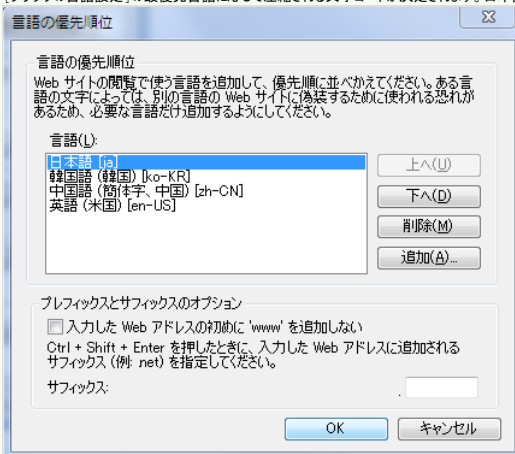 言語の優先順位
言語の優先順位
Web サイトの閲覧で使う言語を追加して、優先順に並べかえてください。ある言
語の文字によっては、別の言語の Web サイトに偽装するために使われる恐れが
あるため、必要な言語だけ追加するようにしてください。
言語(L):
日本語 [ja]
韓国語 (韓国) [ko-KR]
中国語 (簡体字、中国) [zh-CN]
英語 (米国) [en-US]
上へ(U)
下へ(D)
削除(M)
追加(A)...
プレフィックスとサフィックスのオプション
入力した Web アドレスの初めに 'www' を追加しない
Ctrl + Shift + Enter を押したときに、入力した Web アドレスに追加される
サフィックス (例: net) を指定してください。
サフィックス:
.
OK
キャンセル